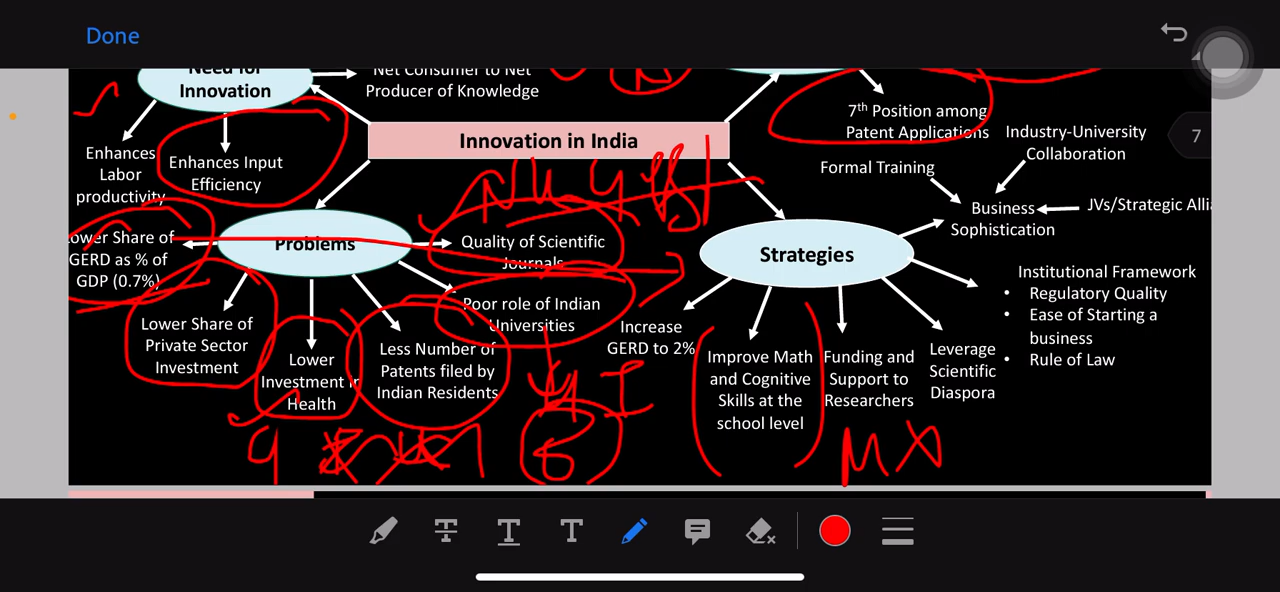 Done
Need for
Innovation
Net Consumer to Net
Producer of Knowledge
Innovation in India
7th Position among
Patent Applications
7
Industry-University
Collaboration
Formal Training
Business
Sophistication
JVs/Strategic Allia
Enhances
Labor
productivity
Enhances Input
Efficiency
Problems
Lower Share of
GERD as % of
GDP (0.7%)
Lower Share of
Private Sector
Investment
Lower
Investment in
Health
Less Number of
Patents filed by
Indian Residents
Quality of Scientific
Journals
Poor role of Indian
Universities
Strategies
Increase
GERD to 2%
Improve Math
and Cognitive
Skills at the
school level
Funding and
Support to
Researchers
Leverage
Scientific
Diaspora
Institutional Framework
• Regulatory Quality
• Ease of Starting a
business
• Rule of Law